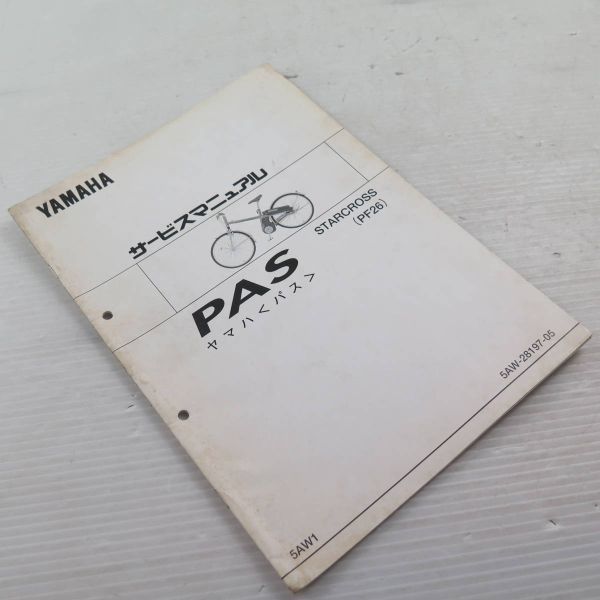 YAMAHA
サービスマニュアル
STARCROSS
(PF26)
PAS
ヤマハ<パス>
5AW-28197-05
5AW1